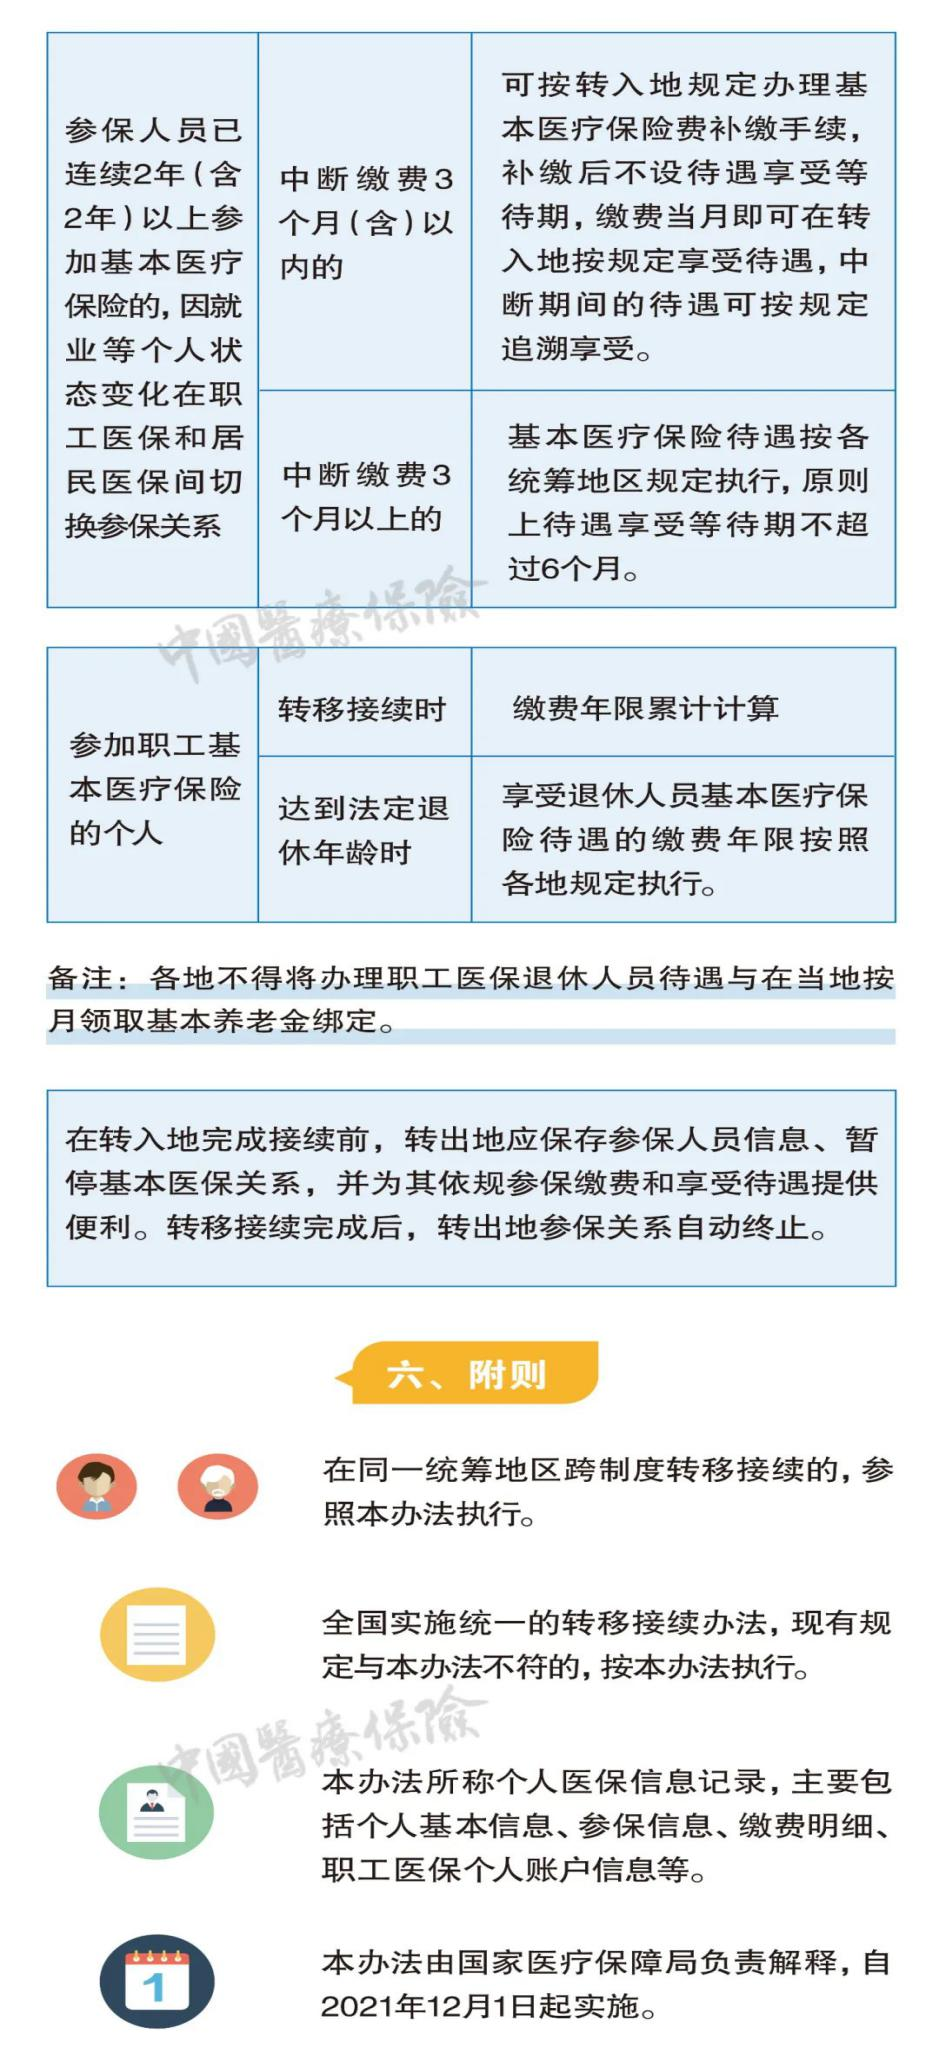 参保人员已
连续2年（含
2年）以上参
加基本医疗
保险的，因就
业等个人状
态变化在职
工医保和居
民医保间切
换参保关系
中断缴费3
个月（含）以
内的
可按转入地规定办理基
本医疗保险费补缴手续，
补缴后不设待遇享受等
待期，缴费当月即可在转
入地按规定享受待遇，中
断期间的待遇可按规定
追溯享受。
中断缴费3
个月以上的
基本医疗保险待遇按各
统筹地区规定执行，原则
上待遇享受等待期不超
过6个月。
中國醫療保險
参加职工基
本医疗保险
的个人
转移接续时
缴费年限累计计算
达到法定退
休年龄时
享受退休人员基本医疗保
险待遇的缴费年限按照
各地规定执行。
备注：各地不得将办理职工医保退休人员待遇与在当地按
月领取基本养老金绑定。
在转入地完成接续前，转出地应保存参保人员信息、暂
停基本医保关系，并为其依规参保缴费和享受待遇提供
便利。转移接续完成后，转出地参保关系自动终止。
六、附则
在同一统筹地区跨制度转移接续的，参
照本办法执行。
全国实施统一的转移接续办法，现有规
定与本办法不符的，按本办法执行。
中國醫療保險
本办法所称个人医保信息记录，主要包
括个人基本信息、参保信息、缴费明细、
职工医保个人账户信息等。
1
本办法由国家医疗保障局负责解释，自
2021年12月1日起实施。